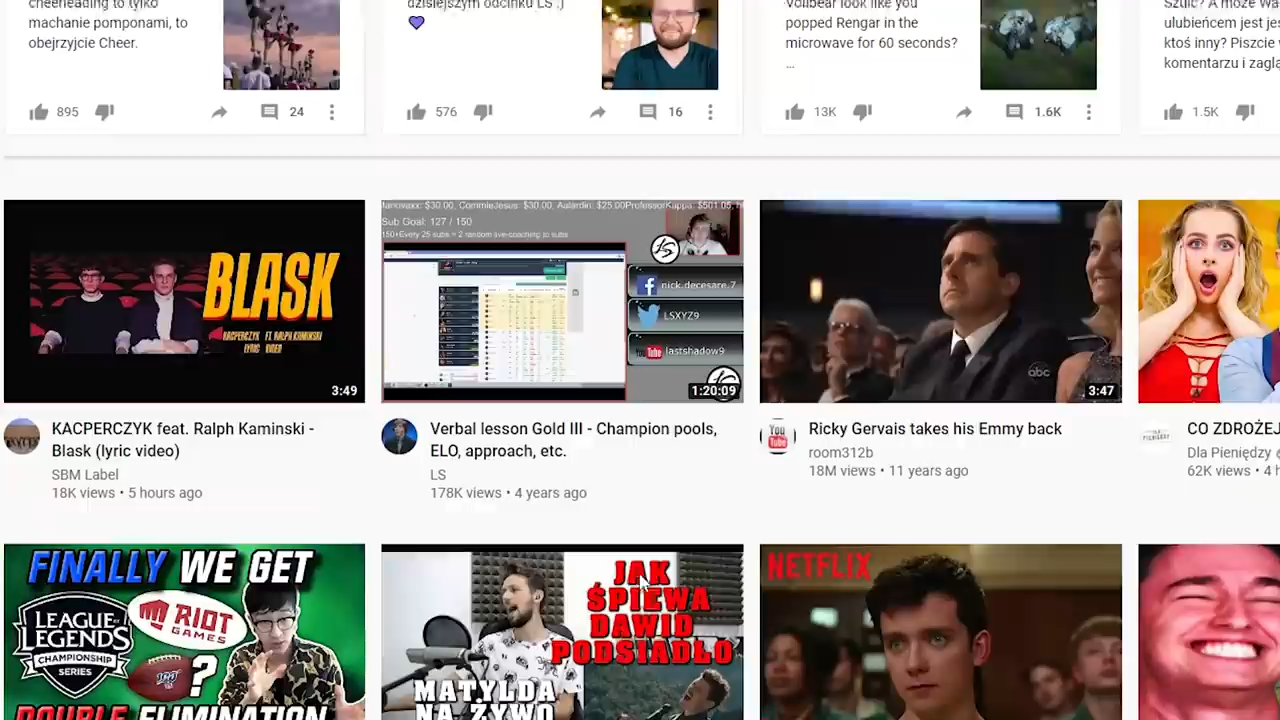 cheerleading to tylko
machanie pomponami, to
obejrzyjcie Cheer.
895
24
dzisiejszym odcinku LS :)
💜
576
16
Volibear look like you
popped Rengar in the
microwave for 60 seconds?
...
13K
1.6K
ulubieńcem jest
ktoś inny? Piszcie
komentarzu i
1.5K
BLASK
KACPERCZYK FT. RALPH KAMINSKI
LYRIC VIDEO
3:49
KACPERCZYK feat. Ralph Kaminski -
Blask (lyric video)
SBM Label
18K views • 5 hours ago
$30.00, CommieJesus: $30.00, Aalardin: $25.00ProfessorKappa: $501.05,
Sub Goal: 127 / 150
150+Every 25 subs = 2 random live-coaching to subs
nick.decesare.7
LSXYZ9
You Tube lastshadow9
1:20:09
Verbal lesson Gold III - Champion pools,
ELO, approach, etc.
LS
178K views • 4 years ago
abc
3:47
You
Tube
Ricky Gervais takes his Emmy back
room312b
18M views • 11 years ago
CO ZDROŻEJ
Dla Pieniędzy
62K views • 4
FINALLY WE GET
LEAGUE OF
LEGENDS
CHAMPIONSHIP
SERIES
RIOT
GAMES
?
DOUBLE ELIMINATION
JAK
ŚPIEWA
DAWID
PODSIADŁO
MATYLDA
NA ŻYWO
NETFLIX